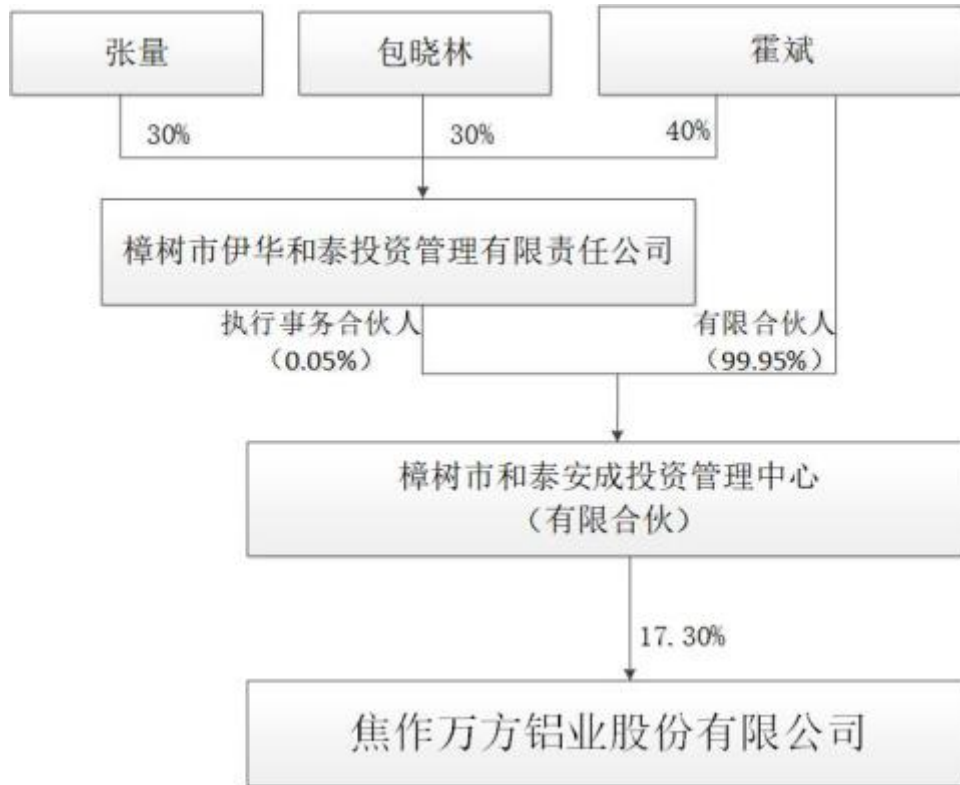 张量
包晓林
霍斌
30%
30%
40%
樟树市伊华和泰投资管理有限责任公司
执行事务合伙人
（0.05%）
有限合伙人
（99.95%）
樟树市和泰安成投资管理中心
（有限合伙）
17.30%
焦作万方铝业股份有限公司